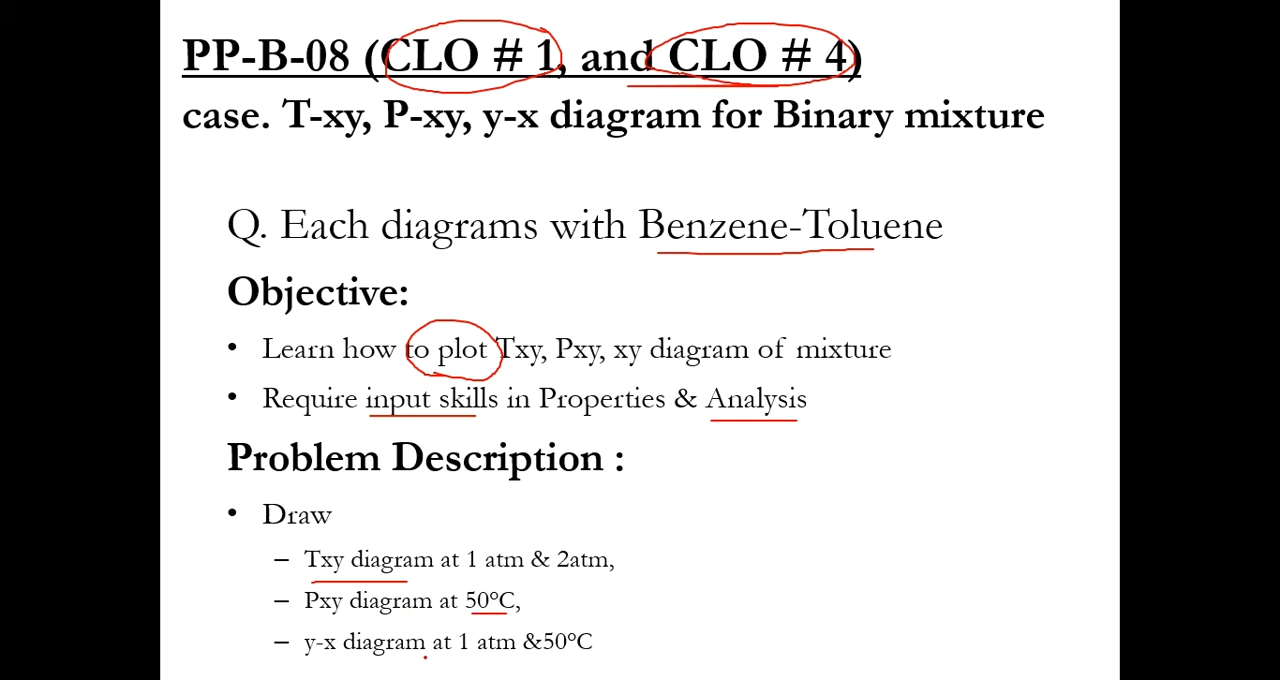 PP-B-08 (CLO # 1, and CLO # 4)
case. T-xy, P-xy, y-x diagram for Binary mixture
Q. Each diagrams with Benzene-Toluene
Objective:
• Learn how to plot Txy, Pxy, xy diagram of mixture
• Require input skills in Properties & Analysis
Problem Description :
• Draw
– Txy diagram at 1 atm & 2atm,
– Pxy diagram at 50°C,
– y-x diagram at 1 atm &50°C